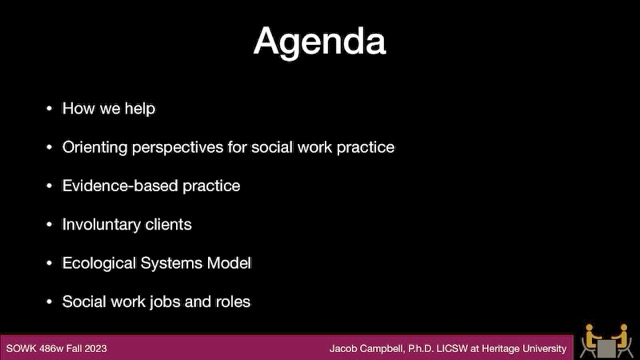 Agenda
• How we help
• Orienting perspectives for social work practice
• Evidence-based practice
• Involuntary clients
• Ecological Systems Model
• Social work jobs and roles
SOWK 486w Fall 2023
Jacob Campbell, Ph.D. LICSW at Heritage University